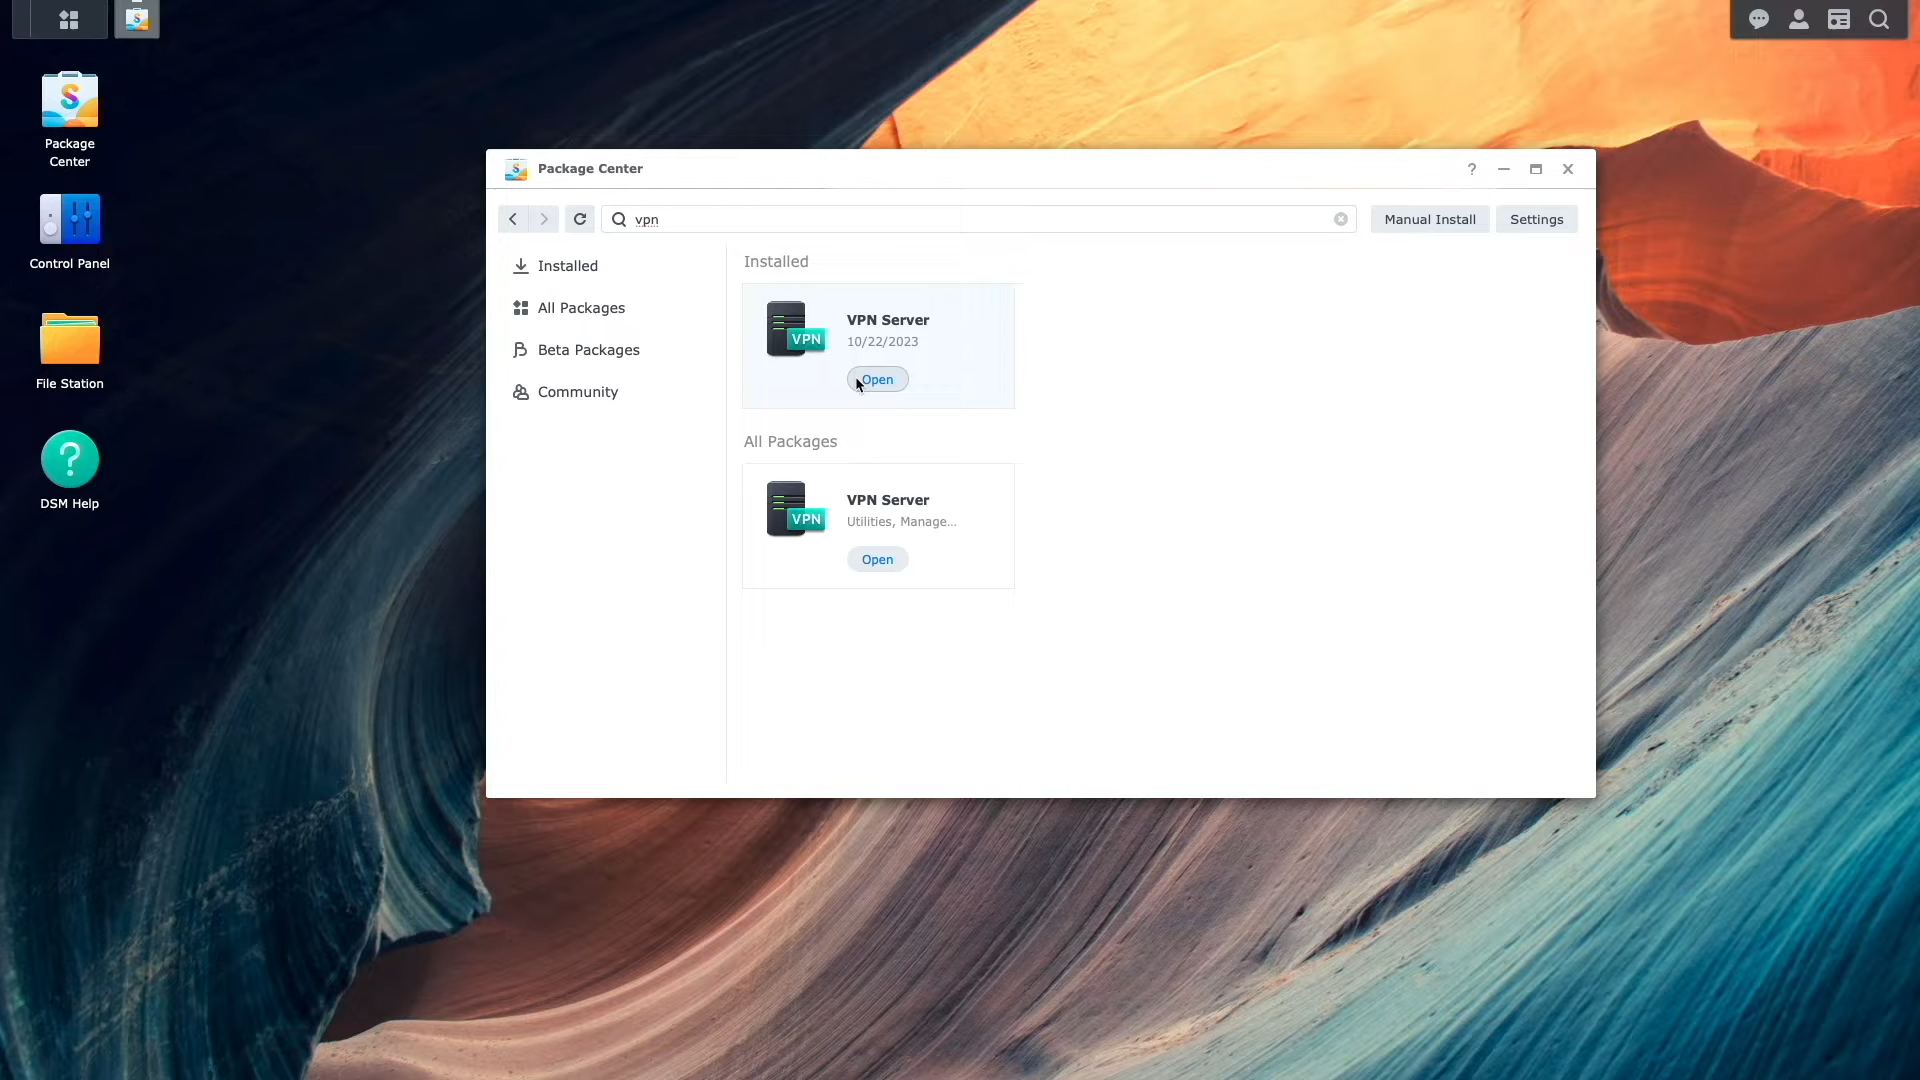 Package
Center
Control Panel
File Station
DSM Help
Package Center
vpn
Manual Install
Settings
Installed
All Packages
Beta Packages
Community
Installed
VPN
VPN Server
10/22/2023
Open
All Packages
VPN
VPN Server
Utilities, Manage...
Open